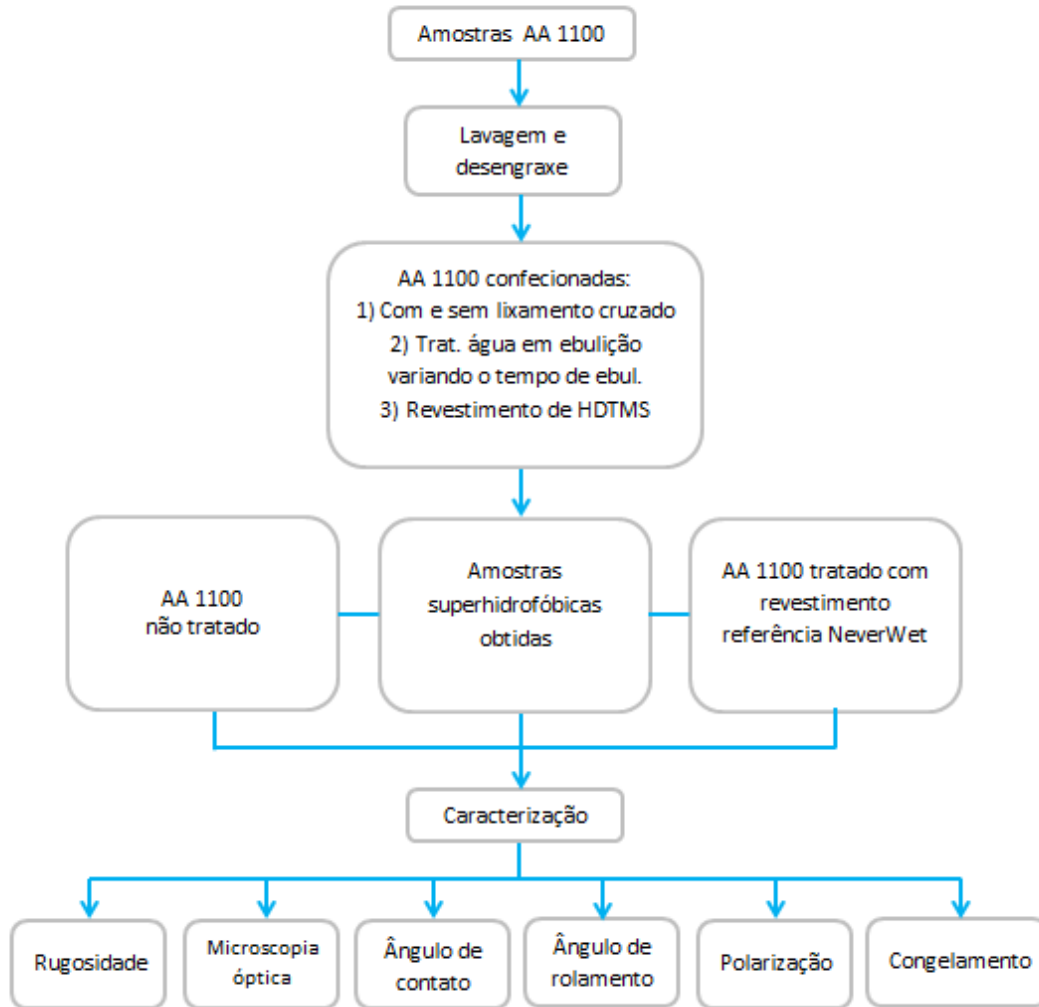 Amostras AA 1100
Lavagem e
desengraxe
AA 1100 confecionadas:
1) Com e sem lixamento cruzado
2) Trat. água em ebulição
variando o tempo de ebul.
3) Revestimento de HDTMS
AA 1100
não tratado
Amostras
superhidrofóbicas
obtidas
AA 1100 tratado com
revestimento
referência NeverWet
Caracterização
Rugosidade
Microscopia
óptica
Ângulo de
contato
Ângulo de
rolamento
Polarização
Congelamento